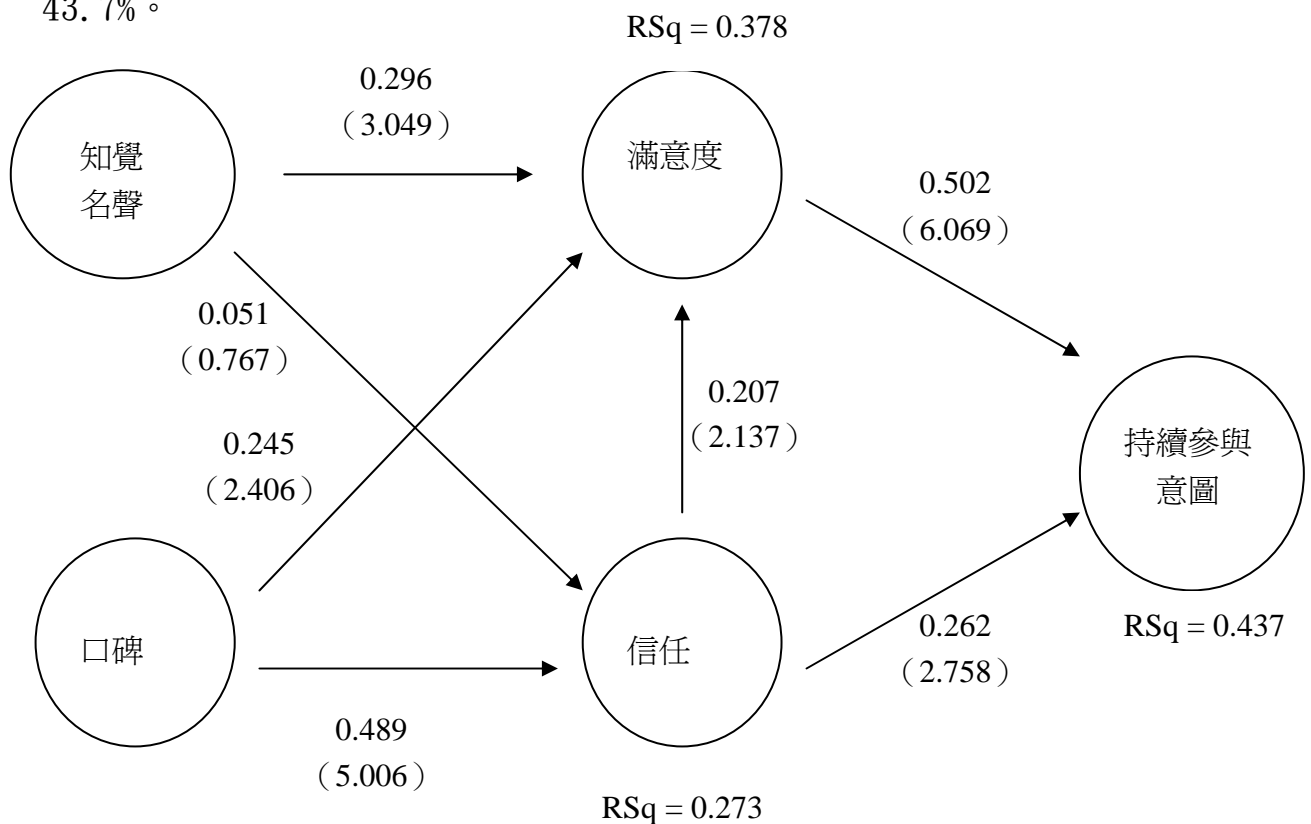 43. 7%。
RSq = 0.378
0.296
（3.049）
知覺
名聲
滿意度
0.502
（6.069）
0.051
（0.767）
0.207
（2.137）
0.245
（2.406）
持續參與
意圖
口碑
信任
0.262
（2.758）
RSq = 0.437
0.489
（5.006）
RSq = 0.273